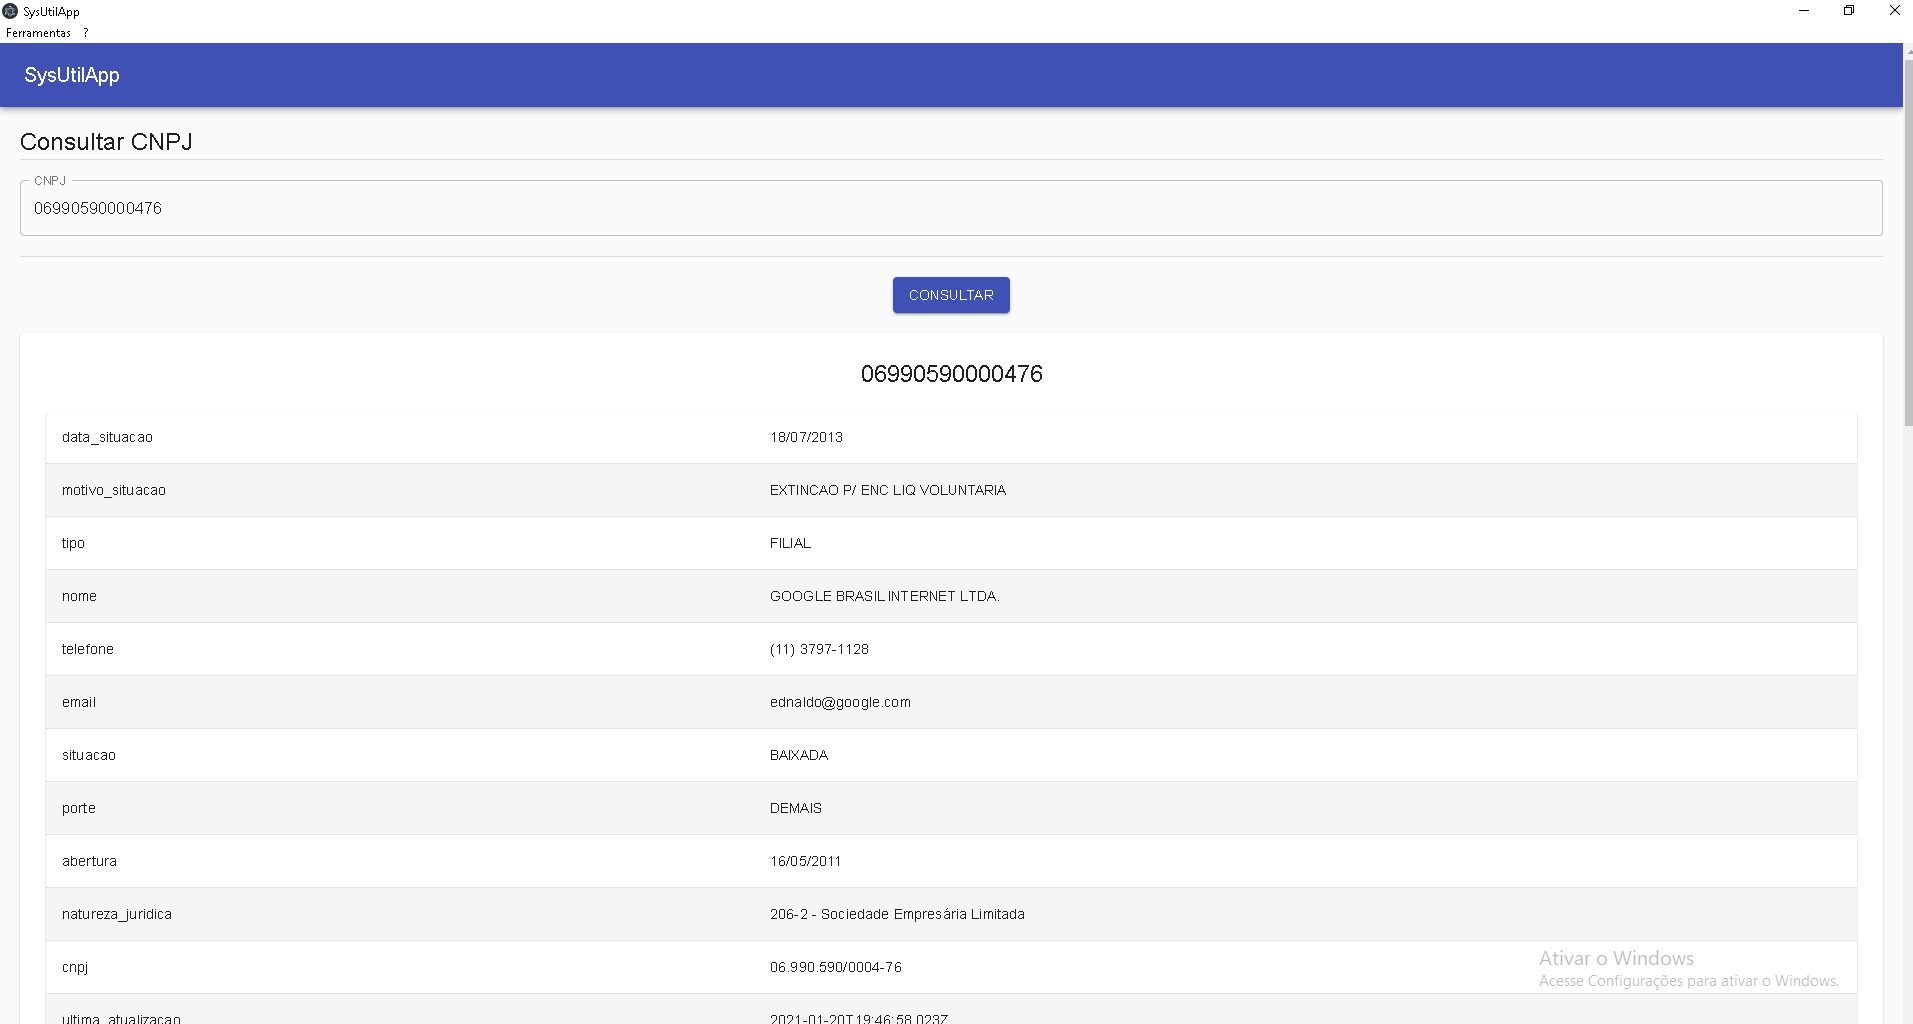 SysUtilApp
Ferramentas ?
SysUtilApp
Consultar CNPJ
CNPJ
06990590000476
CONSULTAR
06990590000476
data_situacao 18/07/2013
motivo_situacao EXTINCAO P/ ENC LIQ VOLUNTARIA
tipo FILIAL
nome GOOGLE BRASIL INTERNET LTDA.
telefone (11) 3797-1128
email ednaldo@google.com
situacao BAIXADA
porte DEMAIS
abertura 16/05/2011
natureza_juridica 206-2 - Sociedade Empresária Limitada
cnpj 06.990.590/0004-76
Ativar o Windows
Acesse Configurações para ativar o Windows.
ultima_atualizacao 2021-01-20T19:46:58.023Z